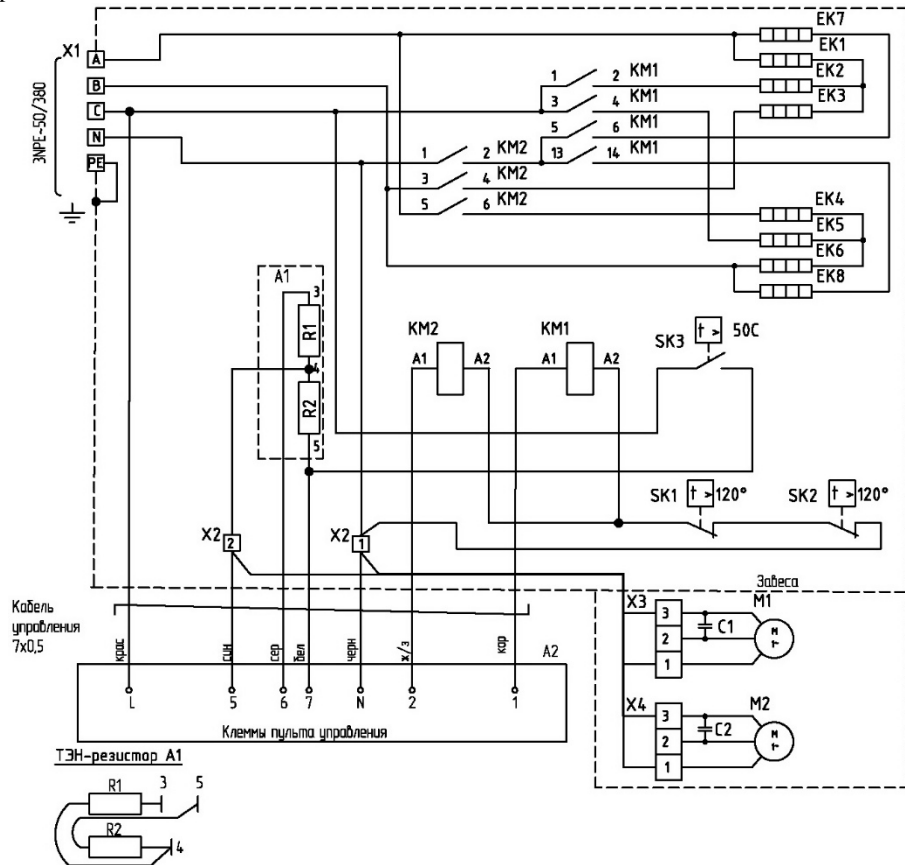 EK7
X1
A
EK1
B
1
2
KM1
EK2
C
3
4
KM1
EK3
3NPE~50/380
N
5
6
KM1
1
2
KM2
13
14
KM1
PE
3
4
KM2
5
6
KM2
EK4
EK5
EK6
EK8
A1
3
R1
4
R2
5
KM2
A1
A2
KM1
A1
A2
SK3
t >
50C
SK1
t >
120°
SK2
t >
120°
X2
2
X2
1
Завеса
Кабель
управления
7х0,5
крас
син
сер
бел
черн
ж/з
кор
A2
L
5
6
7
N
2
1
Клеммы пульта управления
X3
3
2
1
C1
M1
M
1~
X4
3
2
1
C2
M2
M
1~
ТЭН-резистор А1
R1
3
5
R2
4